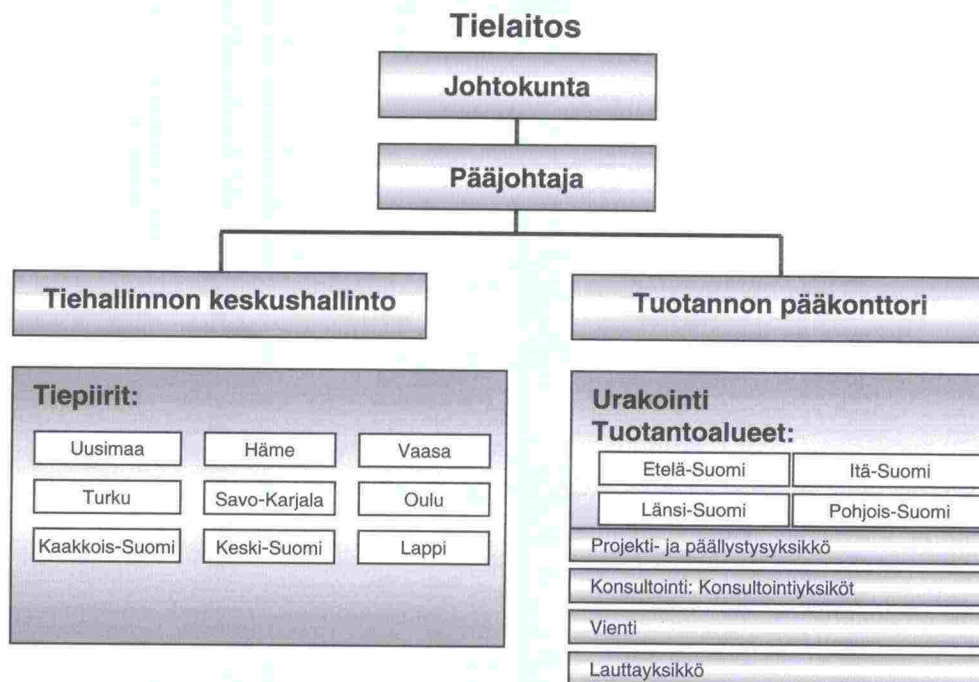 Tielaitos
Johtokunta
Pääjohtaja
Tiehallinnon keskushallinto
Tuotannon pääkonttori
Tiepiirit:
Uusimaa
Häme
Vaasa
Turku
Savo-Karjala
Oulu
Kaakkois-Suomi
Keski-Suomi
Lappi
Urakointi
Tuotantoalueet:
Etelä-Suomi
Itä-Suomi
Länsi-Suomi
Pohjois-Suomi
Projekti- ja päällystysyksikkö
Konsultointi: Konsultointiyksiköt
Vienti
Lauttayksikkö